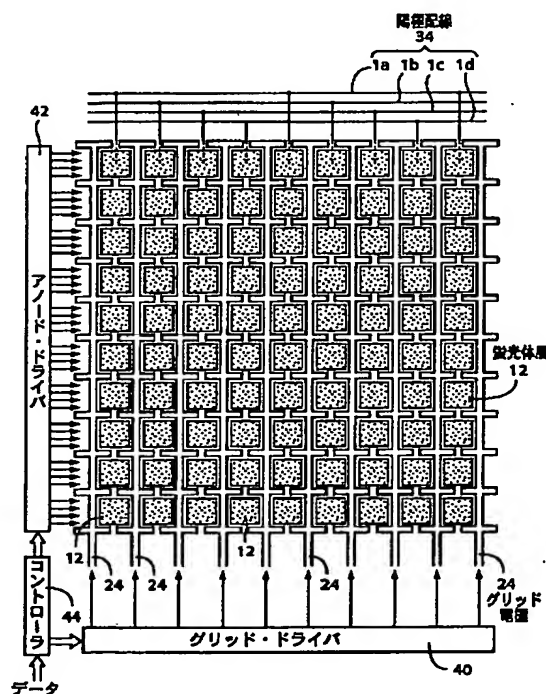 陽極配線
34
1a 1b 1c 1d
42
アノード・ドライバ
蛍光体層
12
12
12
24
24
24
24
グリッド
電極
コントローラ
44
グリッド・ドライバ
40
データ